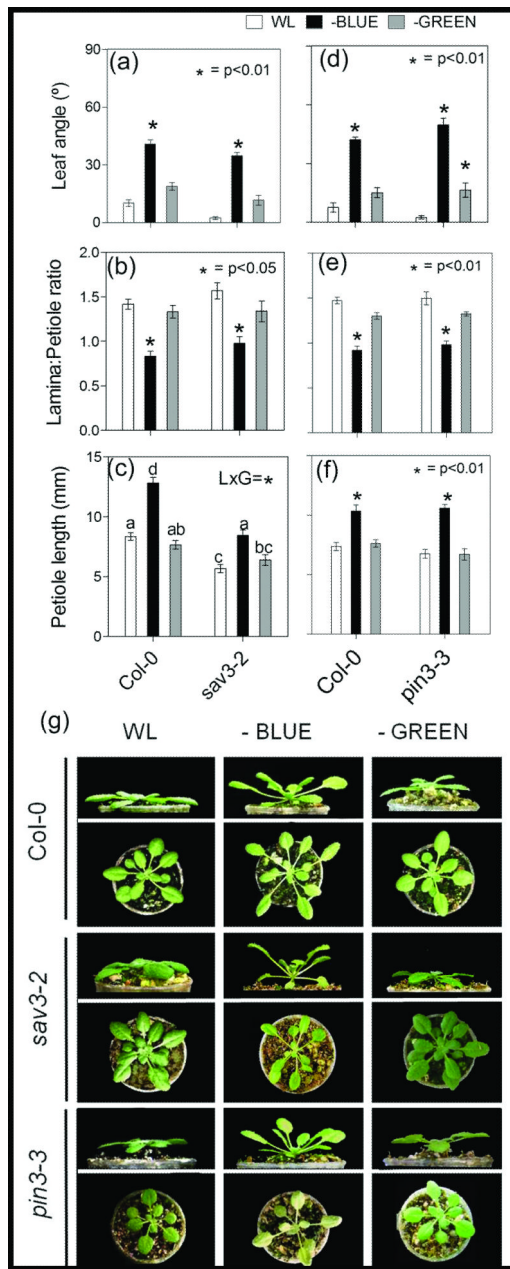 WL -BLUE -GREEN
(a) * = p<0.01
Leaf angle (º)
90
60
30
0
* *
(d) * = p<0.01
* * *
(b) * = p<0.05
Lamina:Petiole ratio
2.0
1.5
1.0
0.5
0.0
* *
(e) * = p<0.01
* *
(c) LxG=*
Petiole length (mm)
15
10
5
0
a d ab c a bc
Col-0 sav3-2
(f) * = p<0.01
* *
Col-0 pin3-3
(g)
WL - BLUE - GREEN
Col-0
sav3-2
pin3-3